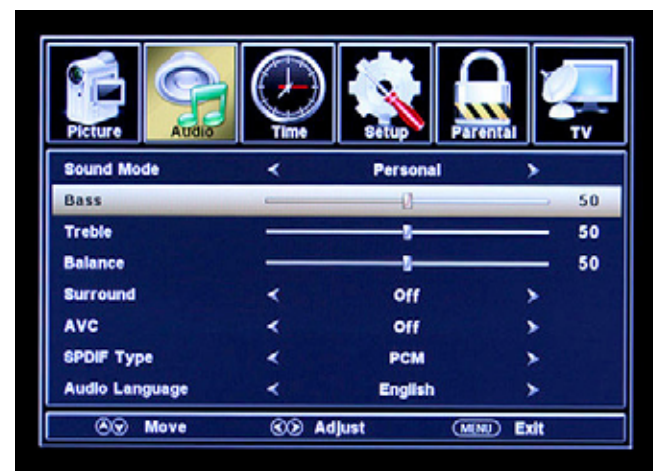 Picture Audio Time Setup Parental TV
Sound Mode Personal
Bass 50
Treble 50
Balance 50
Surround Off
AVC Off
SPDIF Type PCM
Audio Language English
Move Adjust MENU Exit